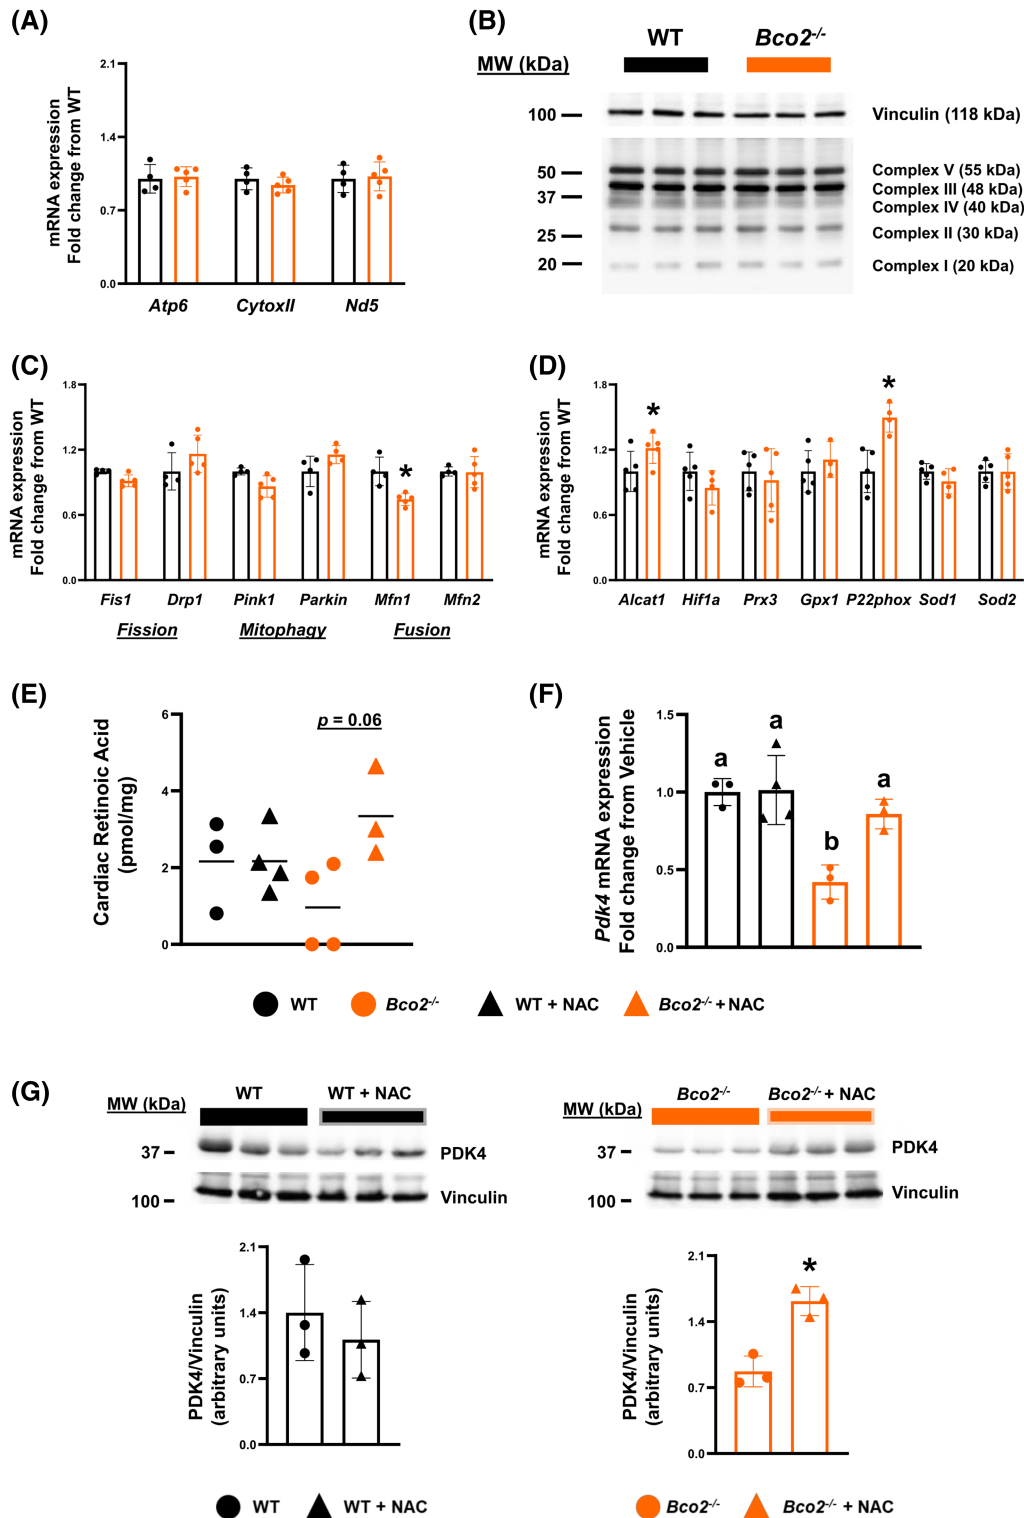 (A)
mRNA expression
Fold change from WT
2.1
1.4
0.7
0.0
Atp6 CytoxII Nd5
(B)
WT Bco2-/-
MW (kDa)
100
50
37
25
20
Vinculin (118 kDa)
Complex V (55 kDa)
Complex III (48 kDa)
Complex IV (40 kDa)
Complex II (30 kDa)
Complex I (20 kDa)
(C)
mRNA expression
Fold change from WT
1.8
1.2
0.6
0.0
*
Fis1 Drp1 Pink1 Parkin Mfn1 Mfn2
Fission Mitophagy Fusion
(D)
mRNA expression
Fold change from WT
1.8
1.2
0.6
0.0
* *
Alcat1 Hif1a Prx3 Gpx1 P22phox Sod1 Sod2
(E)
Cardiac Retinoic Acid
(pmol/mg)
6
4
2
0
p = 0.06
(F)
Pdk4 mRNA expression
Fold change from Vehicle
1.5
1.0
0.5
0.0
a a b a
WT Bco2-/- WT + NAC Bco2-/- + NAC
(G)
WT WT + NAC
MW (kDa)
37 PDK4
100 Vinculin
PDK4/Vinculin
(arbitrary units)
2.1
1.4
0.7
0.0
WT WT + NAC
Bco2-/- Bco2-/- + NAC
MW (kDa)
37 PDK4
100 Vinculin
PDK4/Vinculin
(arbitrary units)
2.1
1.4
0.7
0.0
*
Bco2-/- Bco2-/- + NAC